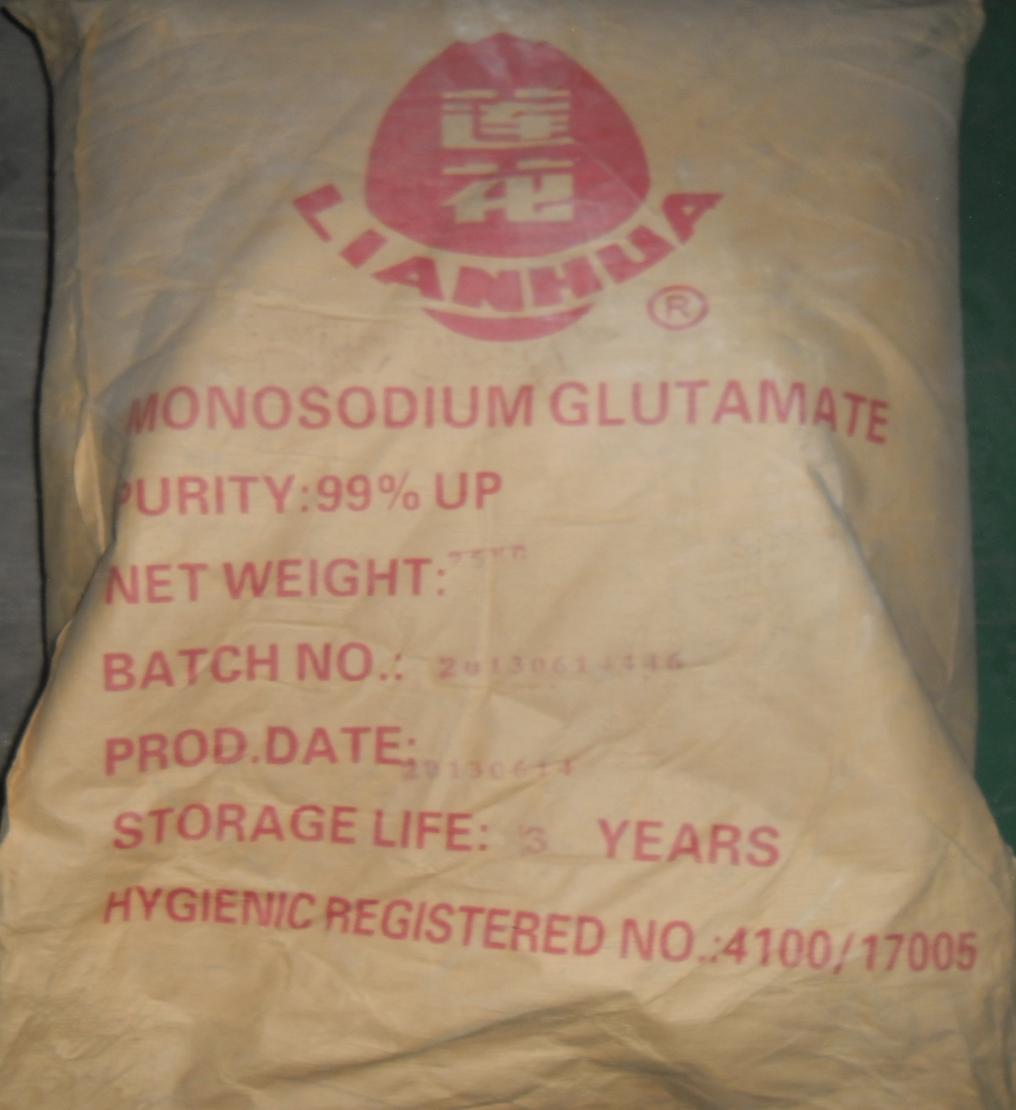 莲
花
LIANHUA
®
MONOSODIUM GLUTAMATE
PURITY:99% UP
NET WEIGHT:
BATCH NO.:
PROD.DATE: 20130614
STORAGE LIFE: 3 YEARS
HYGIENIC REGISTERED NO.:4100/17005